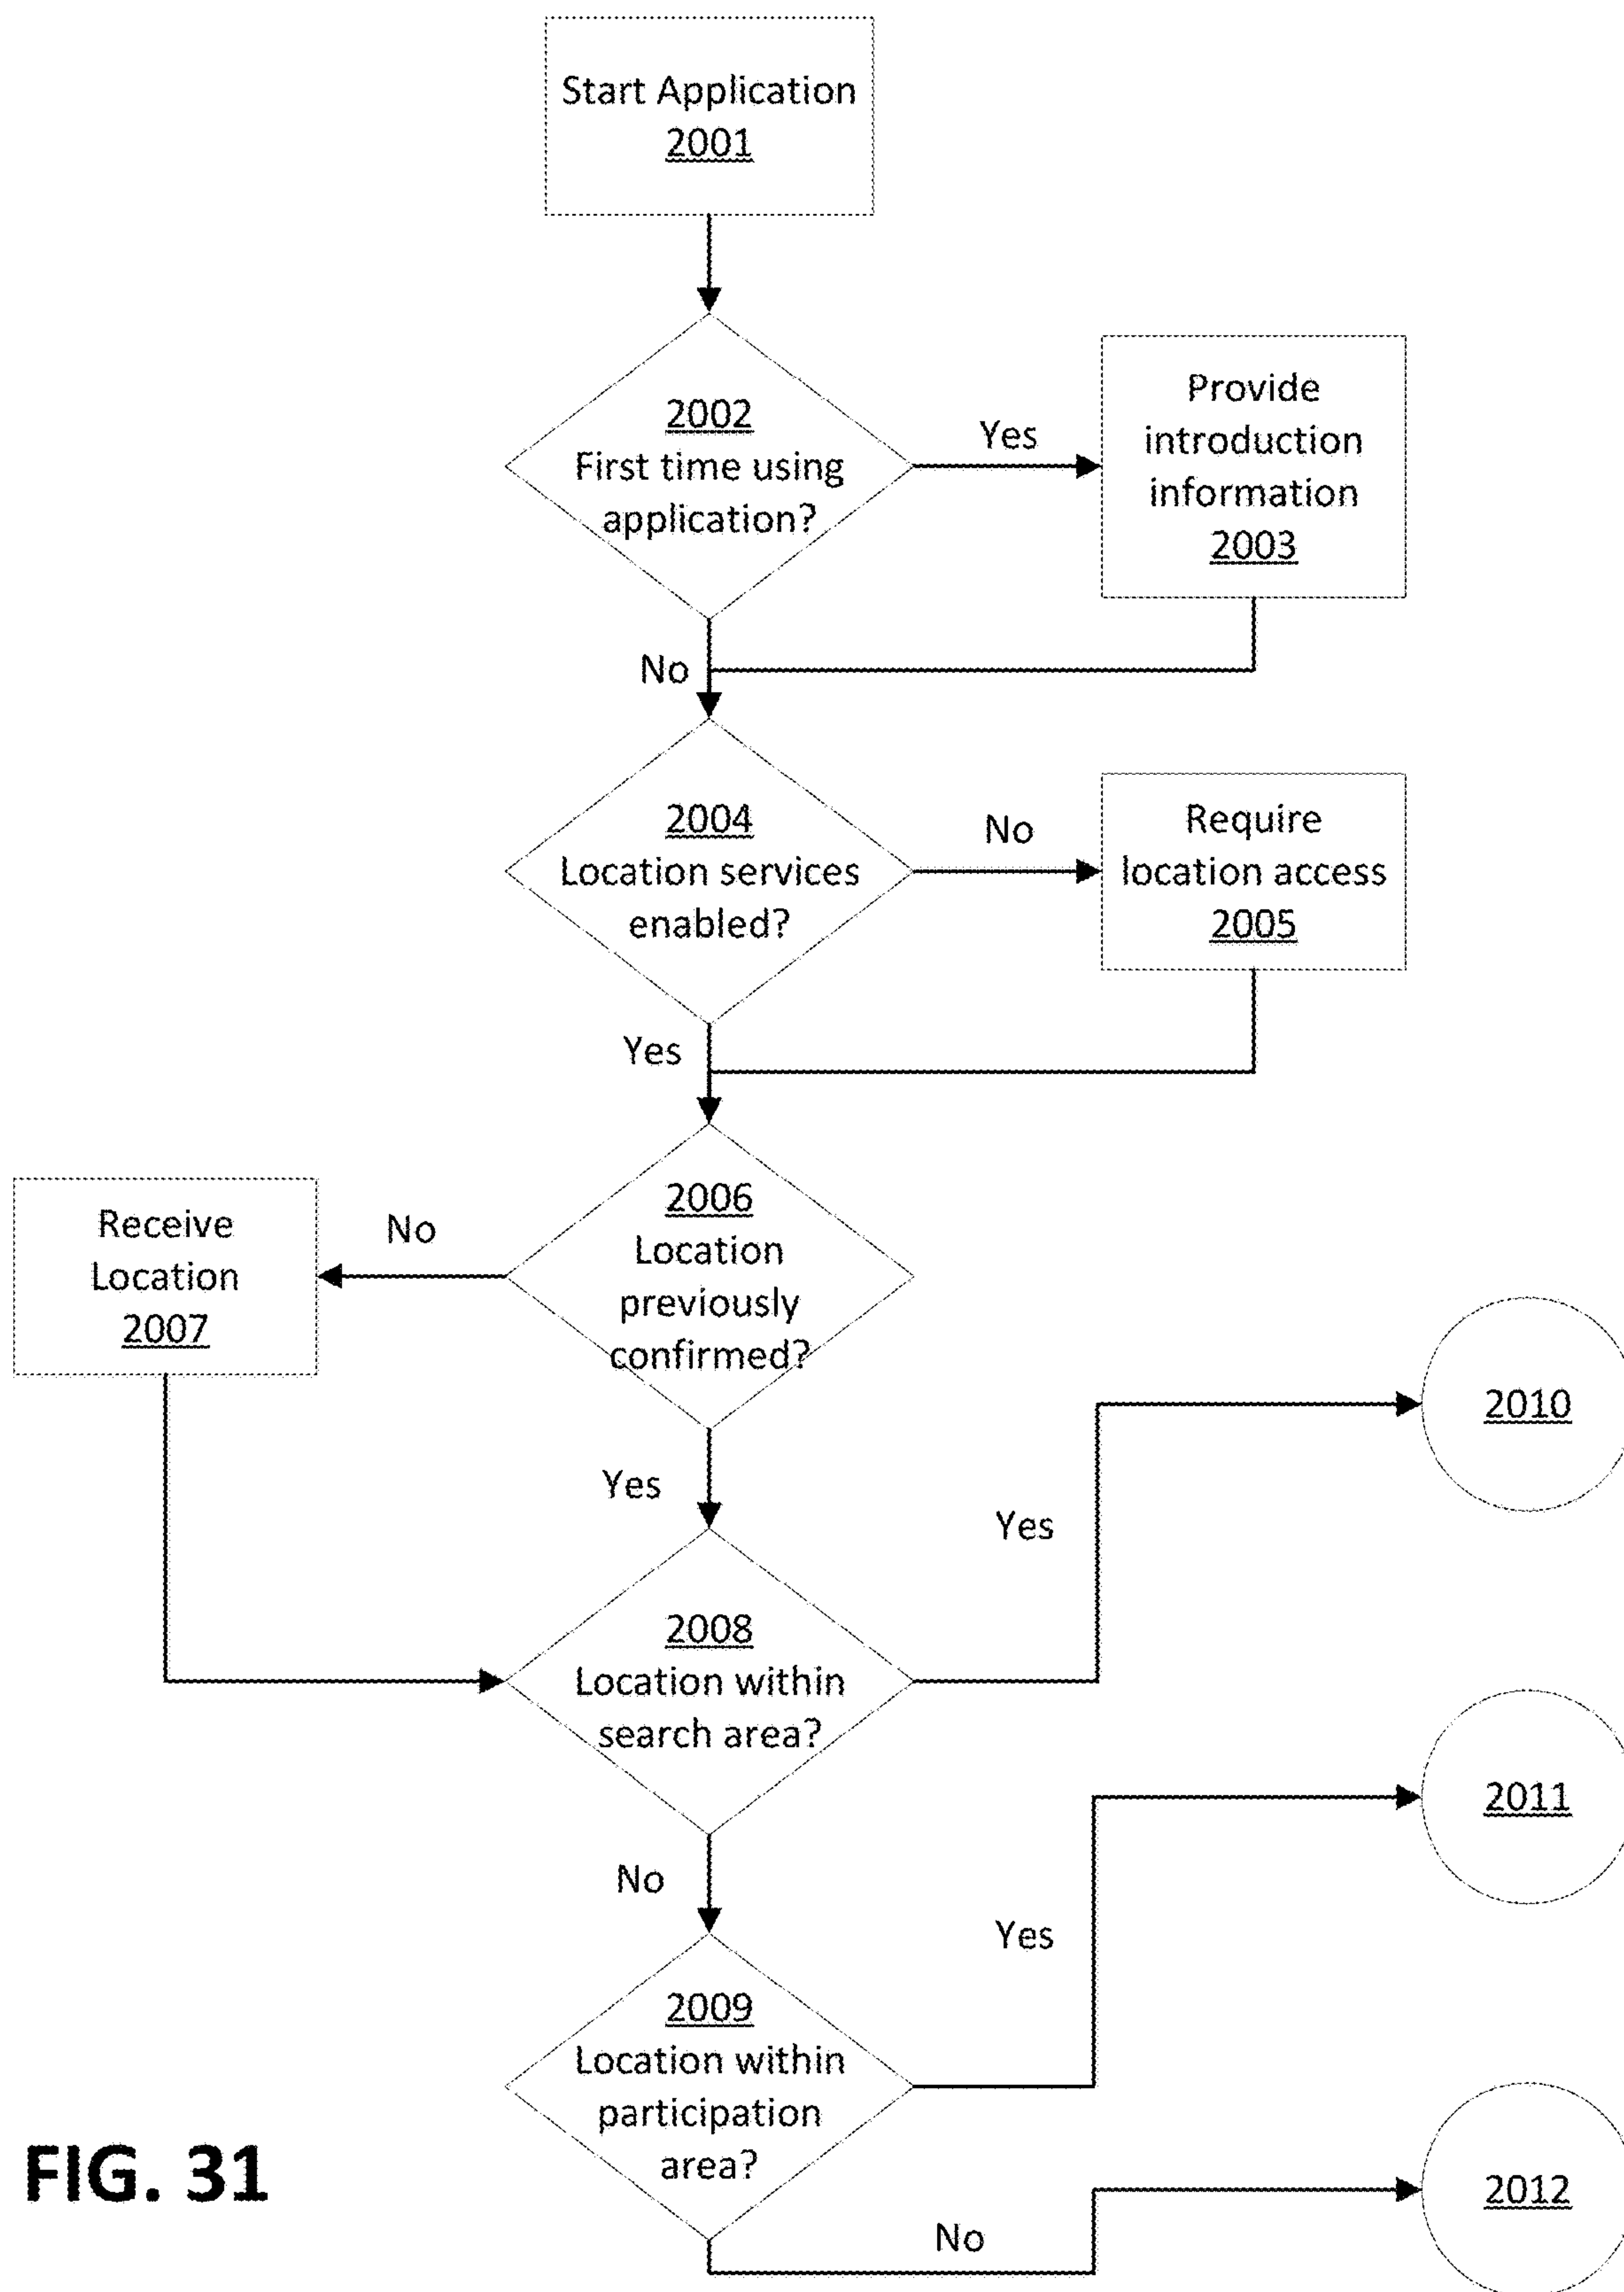 Start Application
2001
2002
First time using
application?
Yes
Provide
introduction
information
2003
No
2004
Location services
enabled?
No
Require
location access
2005
Yes
2006
Location
previously
confirmed?
No
Receive
Location
2007
Yes
2008
Location within
search area?
Yes
2010
No
2009
Location within
participation
area?
Yes
2011
No
2012
FIG. 31